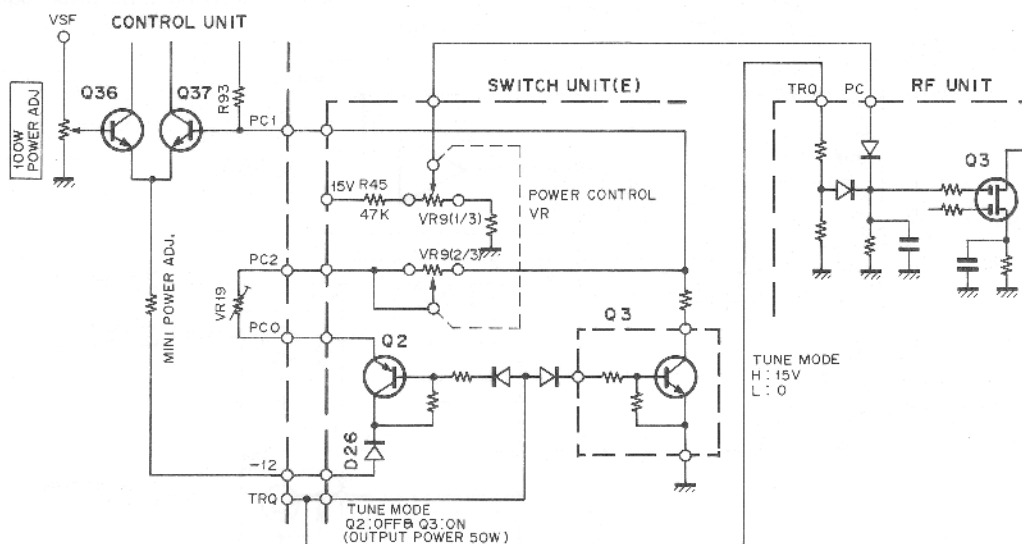 VSF
CONTROL UNIT
Q36
Q37
R93
100W
POWER ADJ
PC1
SWITCH UNIT(E)
TRQ
PC
RF UNIT
Q3
15V
R45
47K
VR9(1/3)
POWER CONTROL
VR
VR9(2/3)
PC2
VR19
MINI POWER ADJ.
PC0
Q2
Q3
D26
-12
TRQ
TUNE MODE
Q2:OFF& Q3:ON
(OUTPUT POWER 50W)
TUNE MODE
H:15V
L:0